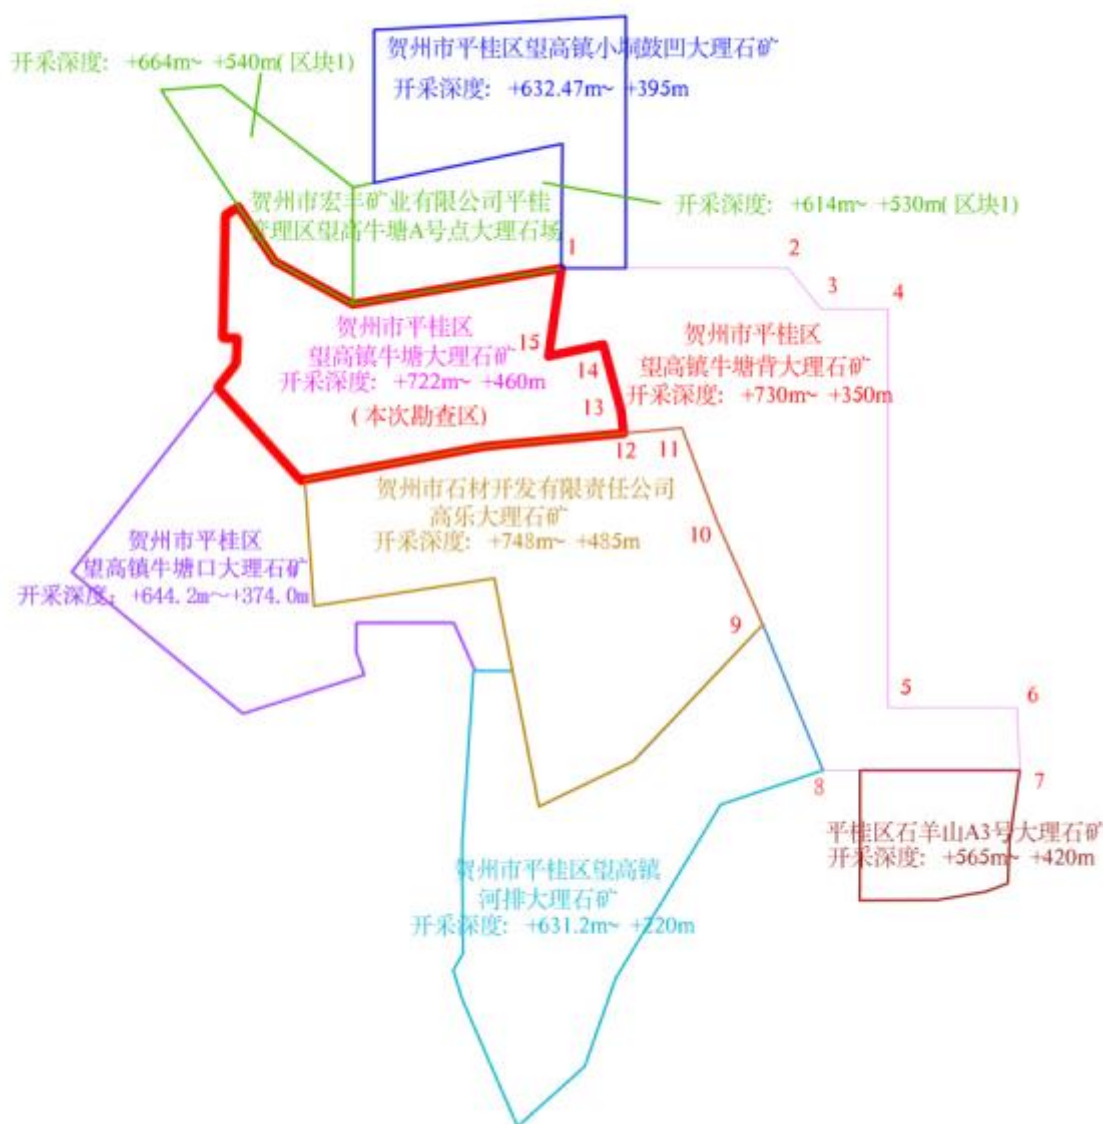 贺州市平桂区望高镇小垌鼓凹大理石矿
开采深度: +632.47m~ +395m
开采深度: +664m~ +540m(区块1)
贺州市宏丰矿业有限公司平桂
管理区望高牛塘A号点大理石场
开采深度: +614m~ +530m(区块1)
1
2
3
4
贺州市平桂区
望高镇牛塘大理石矿
开采深度: +722m~ +460m
(本次勘查区)
15
14
13
12
11
贺州市平桂区
望高镇牛塘背大理石矿
开采深度: +730m~ +350m
贺州市石材开发有限责任公司
高乐大理石矿
开采深度: +748m~ +485m
10
9
贺州市平桂区
望高镇牛塘口大理石矿
开采深度: +644.2m～+374.0m
5
6
7
8
平桂区石羊山A3号大理石矿
开采深度: +565m~ +420m
贺州市平桂区望高镇
河排大理石矿
开采深度: +631.2m~ +220m